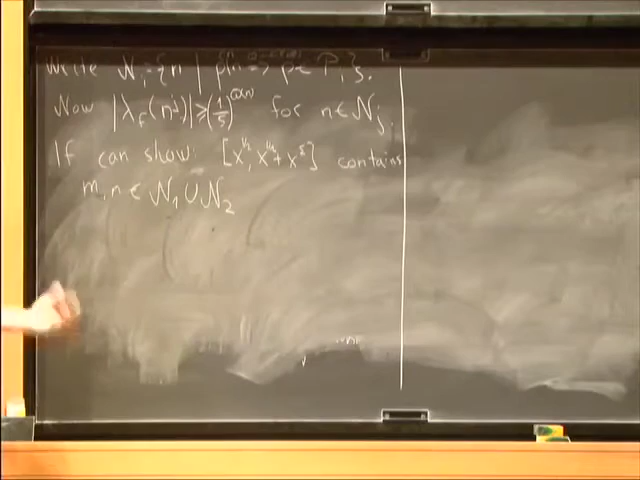 Write N_j = {n | p|n => p ∈ P_j}.
Now |λ_f(n^j)| ≥ (1/5)^{ω(n)} for n ∈ N_j.
If can show: [x^{1/2}, x^{1/2} + x^ε] contains
m, n ∈ N_1 ∪ N_2